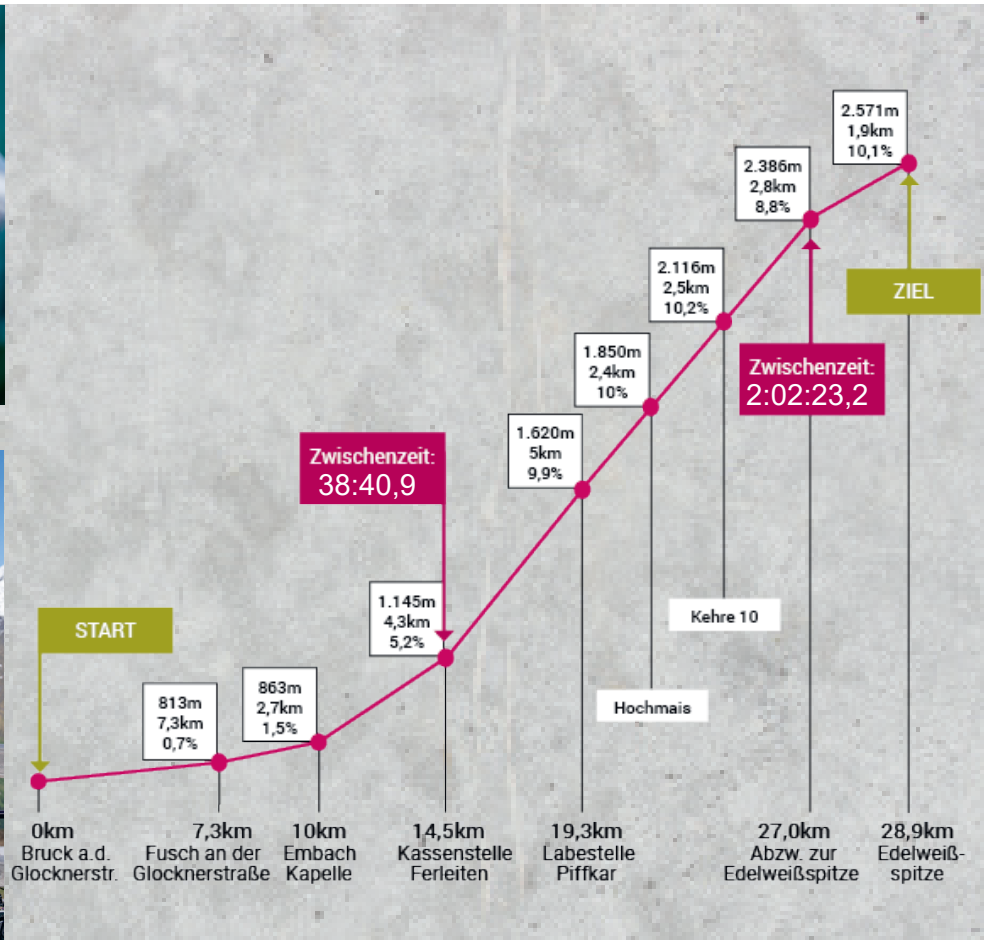 2.571m
1,9km
10,1%
2.386m
2,8km
8,8%
2.116m
2,5km
10,2%
ZIEL
1.850m
2,4km
10%
Zwischenzeit:
2:02:23,2
1.620m
5km
9,9%
Zwischenzeit:
38:40,9
1.145m
4,3km
5,2%
START
Kehre 10
863m
2,7km
1,5%
813m
7,3km
0,7%
Hochmais
0km
Bruck a.d.
Glocknerstr.
7,3km
Fusch an der
Glocknerstraße
10km
Embach
Kapelle
14,5km
Kassenstelle
Ferleiten
19,3km
Labestelle
Piffkar
27,0km
Abzw. zur
Edelweißspitze
28,9km
Edelweiß-
spitze